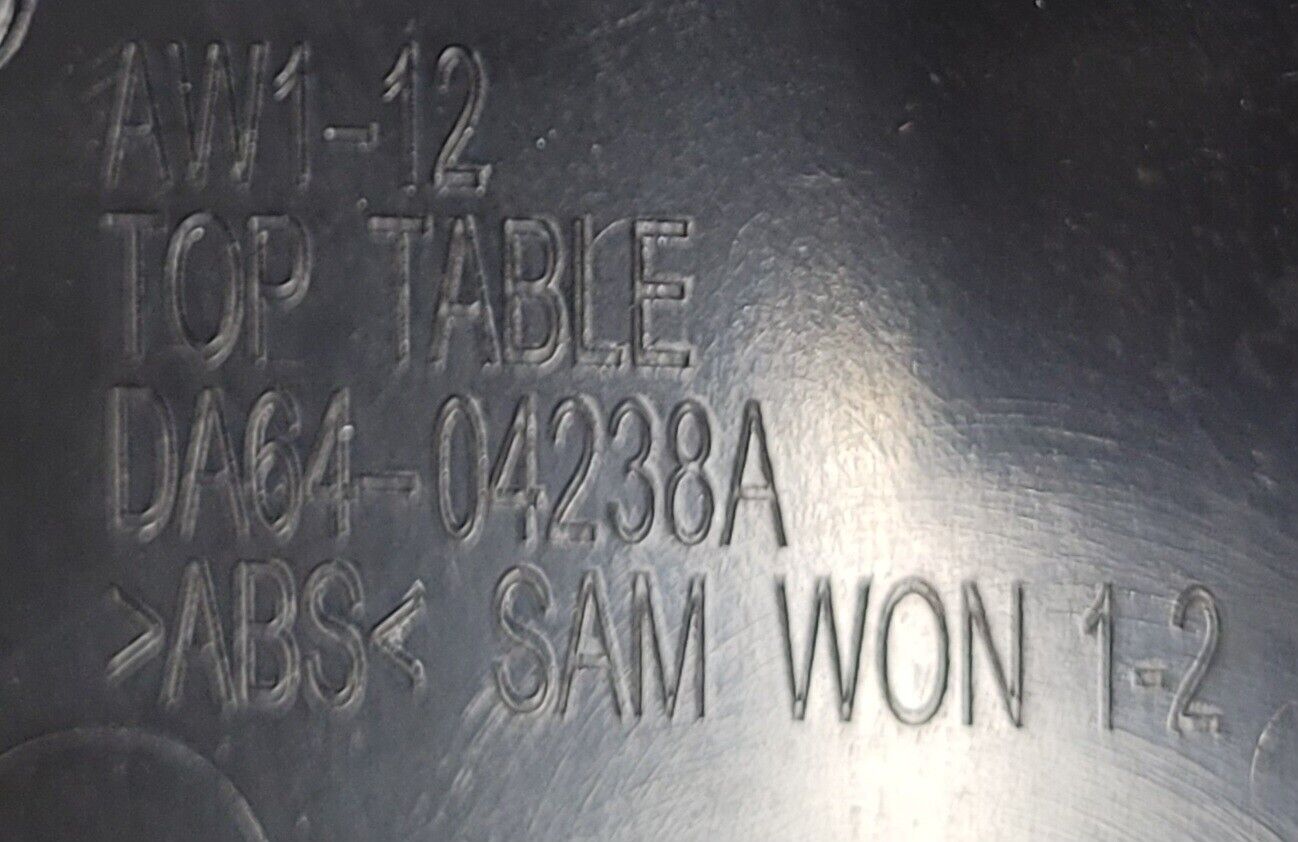 AW1-12
TOP TABLE
DA64-04238A
>ABS< SAM WON 1-2